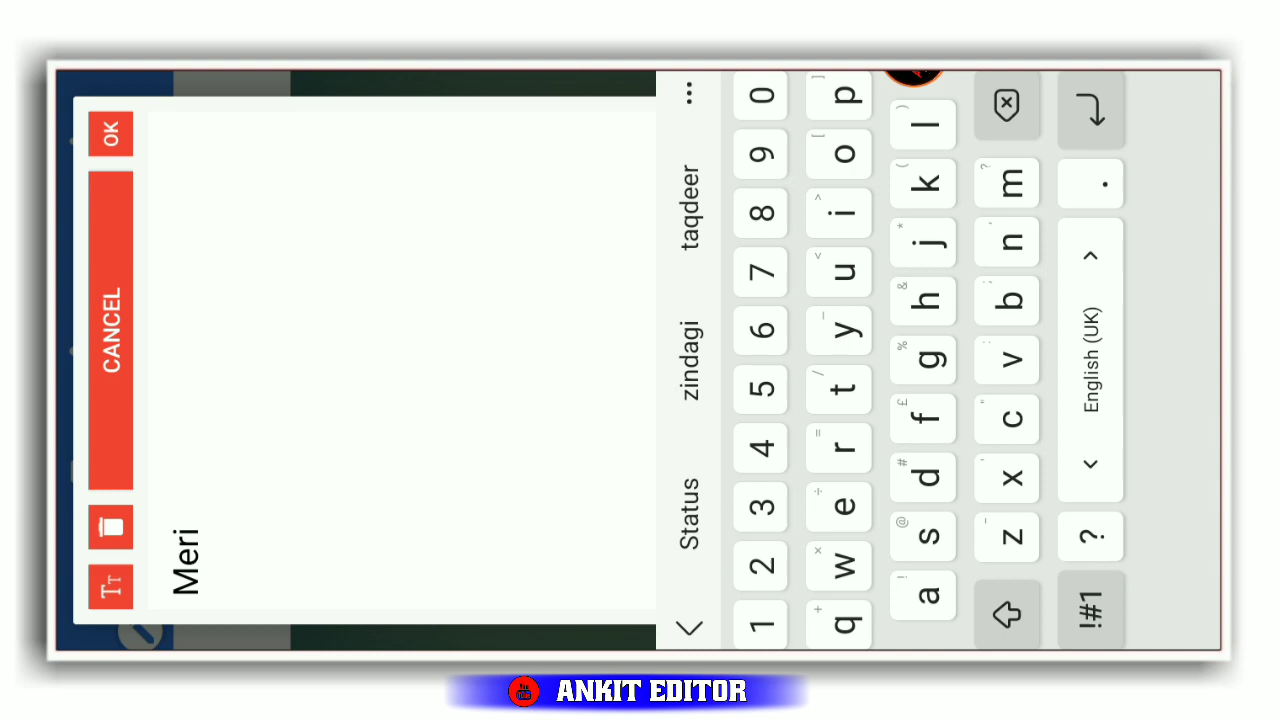 TT
CANCEL
OK
Meri
Status zindagi taqdeer ...
1 2 3 4 5 6 7 8 9 0
+ × ÷ = / _ < > [ ]
q w e r t y u i o p
! @ # £ % & * ( )
a s d f g h j k l
- ' " : ; ' ?
z x c v b n m
!#1 ? < English (UK) > .
ANKIT EDITOR